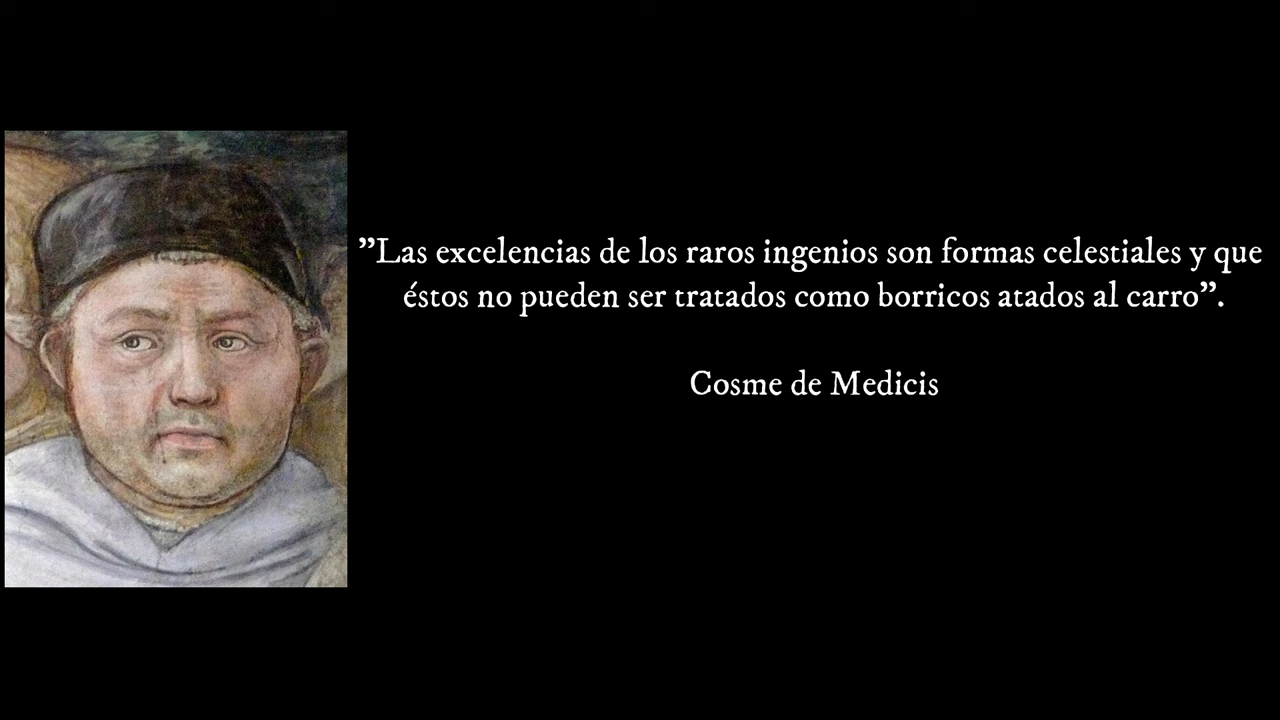 ”Las excelencias de los raros ingenios son formas celestiales y que
éstos no pueden ser tratados como borricos atados al carro”.
Cosme de Medicis